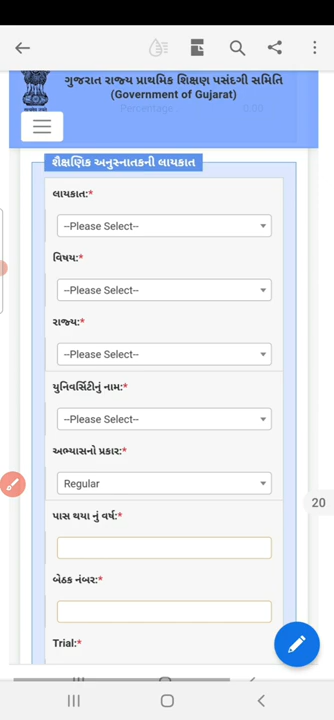 ગુજરાત રાજ્ય પ્રાથમિક શિક્ષણ પસંદગી સમિતિ
(Government of Gujarat)
Percentage 0.00
શૈક્ષણિક અનુસ્નાતકની લાયકાત
લાયકાત:*
--Please Select--
વિષય:*
--Please Select--
રાજ્ય:*
--Please Select--
યુનિવર્સિટીનું નામ:*
--Please Select--
અભ્યાસનો પ્રકાર:*
Regular
20
પાસ થયા નું વર્ષ:*
બેઠક નંબર:*
Trial:*